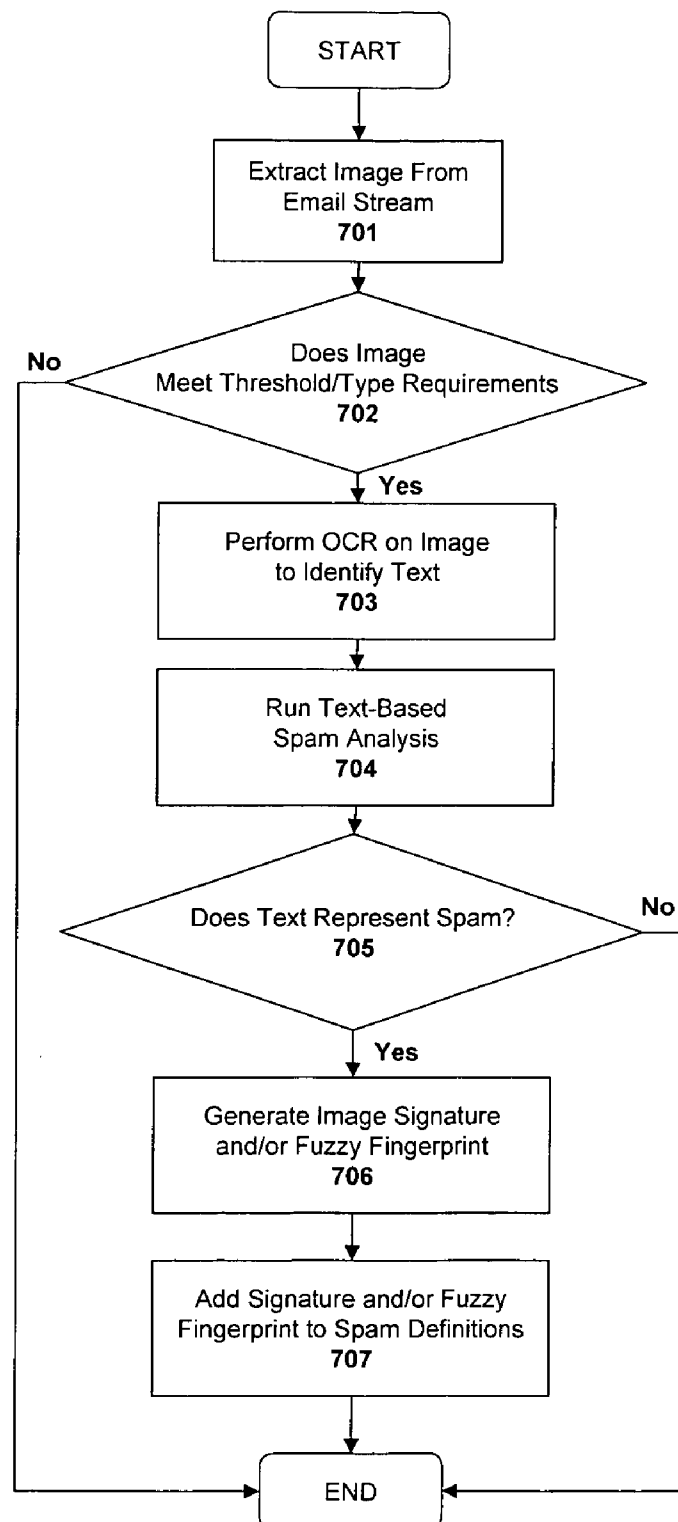 START
Extract Image From
Email Stream
701
No
Does Image
Meet Threshold/Type Requirements
702
Yes
Perform OCR on Image
to Identify Text
703
Run Text-Based
Spam Analysis
704
Does Text Represent Spam?
705
No
Yes
Generate Image Signature
and/or Fuzzy Fingerprint
706
Add Signature and/or Fuzzy
Fingerprint to Spam Definitions
707
END